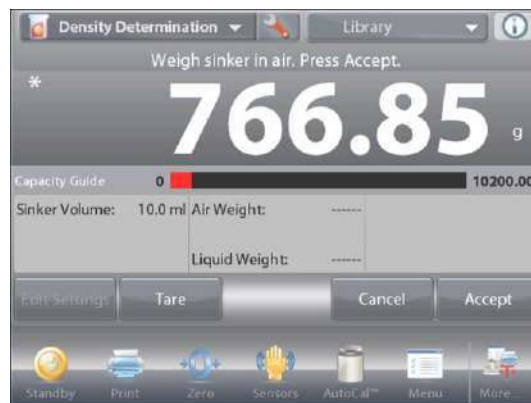 Density Determination Library
Weigh sinker in air. Press Accept.
*
766.85 g
Capacity Guide 0 10200.00
Sinker Volume: 10.0 ml Air Weight: ------
Liquid Weight: ------
Edit Settings Tare Cancel Accept
Standby Print Zero Sensors AutoCal™ Menu More...